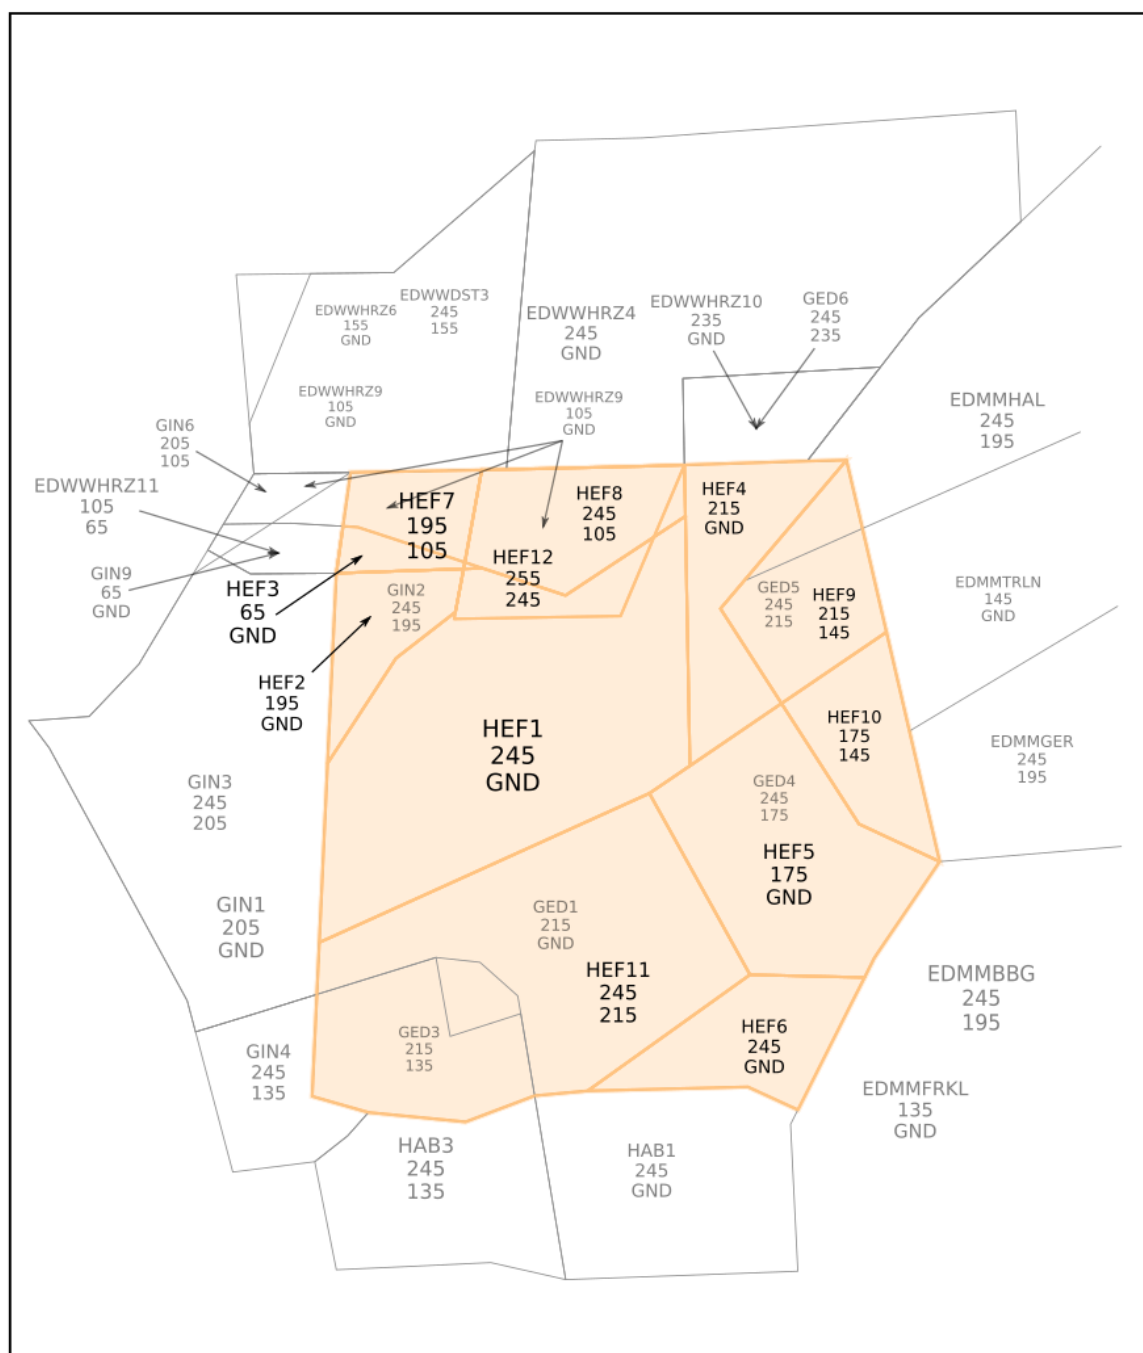 EDWWHRZ6
155
GND
EDWWDST3
245
155
EDWWHRZ4
245
GND
EDWWHRZ10
235
GND
GED6
245
235
EDWWHRZ9
105
GND
EDWWHRZ9
105
GND
EDMMHAL
245
195
GIN6
205
105
EDWWHRZ11
105
65
GIN9
65
GND
HEF7
195
105
HEF8
245
105
HEF4
215
GND
HEF12
255
245
HEF3
65
GND
GIN2
245
195
GED5
245
215
HEF9
215
145
EDMMTRLN
145
GND
HEF2
195
GND
HEF1
245
GND
HEF10
175
145
EDMMGER
245
195
GIN3
245
205
GED4
245
175
HEF5
175
GND
GIN1
205
GND
GED1
215
GND
HEF11
245
215
EDMMBBG
245
195
GED3
215
135
HEF6
245
GND
GIN4
245
135
EDMMFRKL
135
GND
HAB3
245
135
HAB1
245
GND